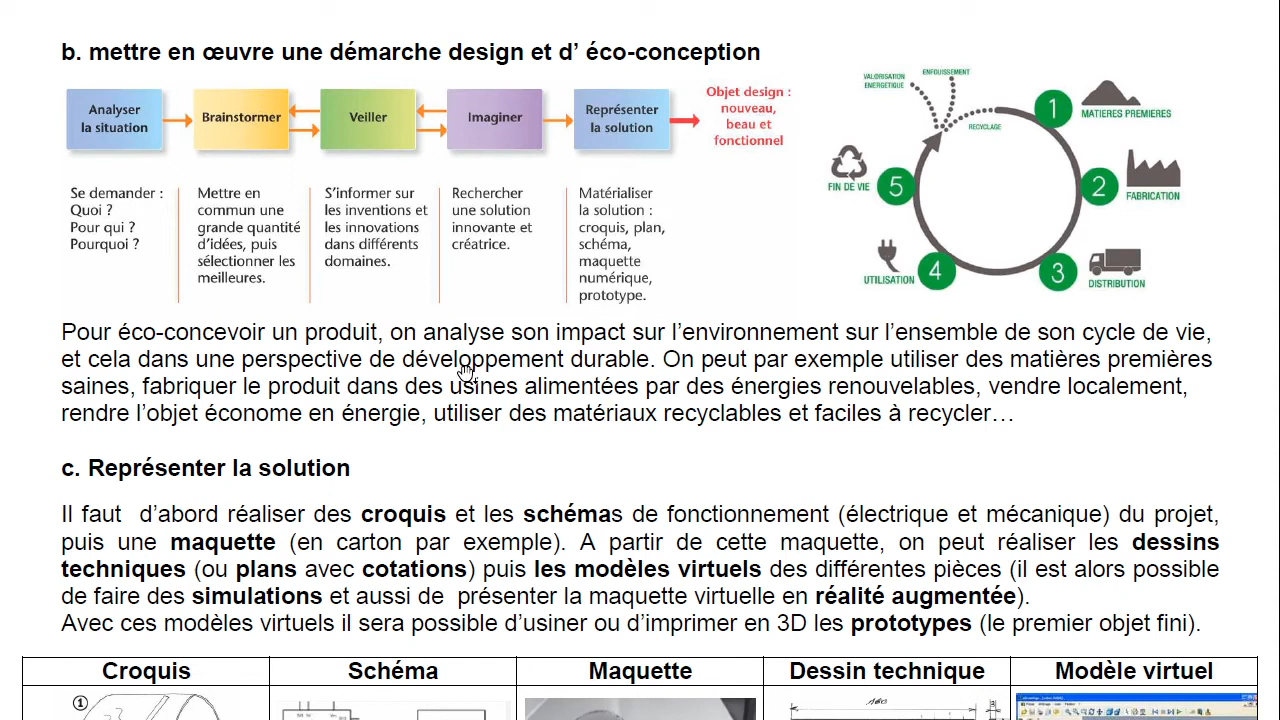 b. mettre en œuvre une démarche design et d’ éco-conception
Analyser
la situation
Brainstormer
Veiller
Imaginer
Représenter
la solution
Objet design :
nouveau,
beau et
fonctionnel
Se demander :
Quoi ?
Pour qui ?
Pourquoi ?
Mettre en
commun une
grande quantité
d’idées, puis
sélectionner les
meilleures.
S’informer sur
les inventions et
les innovations
dans différents
domaines.
Rechercher
une solution
innovante et
créatrice.
Matérialiser
la solution :
croquis, plan,
schéma,
maquette
numérique,
prototype.
VALORISATION
ENERGETIQUE
ENFOUISSEMENT
RECYCLAGE
1
MATIERES PREMIERES
2
FABRICATION
3
DISTRIBUTION
4
UTILISATION
5
FIN DE VIE
Pour éco-concevoir un produit, on analyse son impact sur l’environnement sur l’ensemble de son cycle de vie,
et cela dans une perspective de développement durable. On peut par exemple utiliser des matières premières
saines, fabriquer le produit dans des usines alimentées par des énergies renouvelables, vendre localement,
rendre l’objet économe en énergie, utiliser des matériaux recyclables et faciles à recycler…
c. Représenter la solution
Il faut d’abord réaliser des croquis et les schémas de fonctionnement (électrique et mécanique) du projet,
puis une maquette (en carton par exemple). A partir de cette maquette, on peut réaliser les dessins
techniques (ou plans avec cotations) puis les modèles virtuels des différentes pièces (il est alors possible
de faire des simulations et aussi de présenter la maquette virtuelle en réalité augmentée).
Avec ces modèles virtuels il sera possible d’usiner ou d’imprimer en 3D les prototypes (le premier objet fini).
Croquis
Schéma
Maquette
Dessin technique
Modèle virtuel
1
160